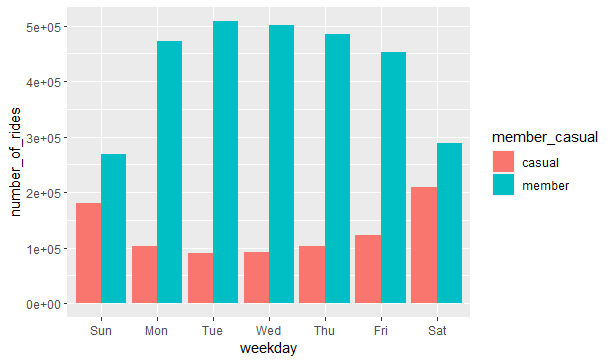 5e+05
4e+05
3e+05
2e+05
1e+05
0e+00
number_of_rides
Sun Mon Tue Wed Thu Fri Sat
weekday
member_casual
casual
member